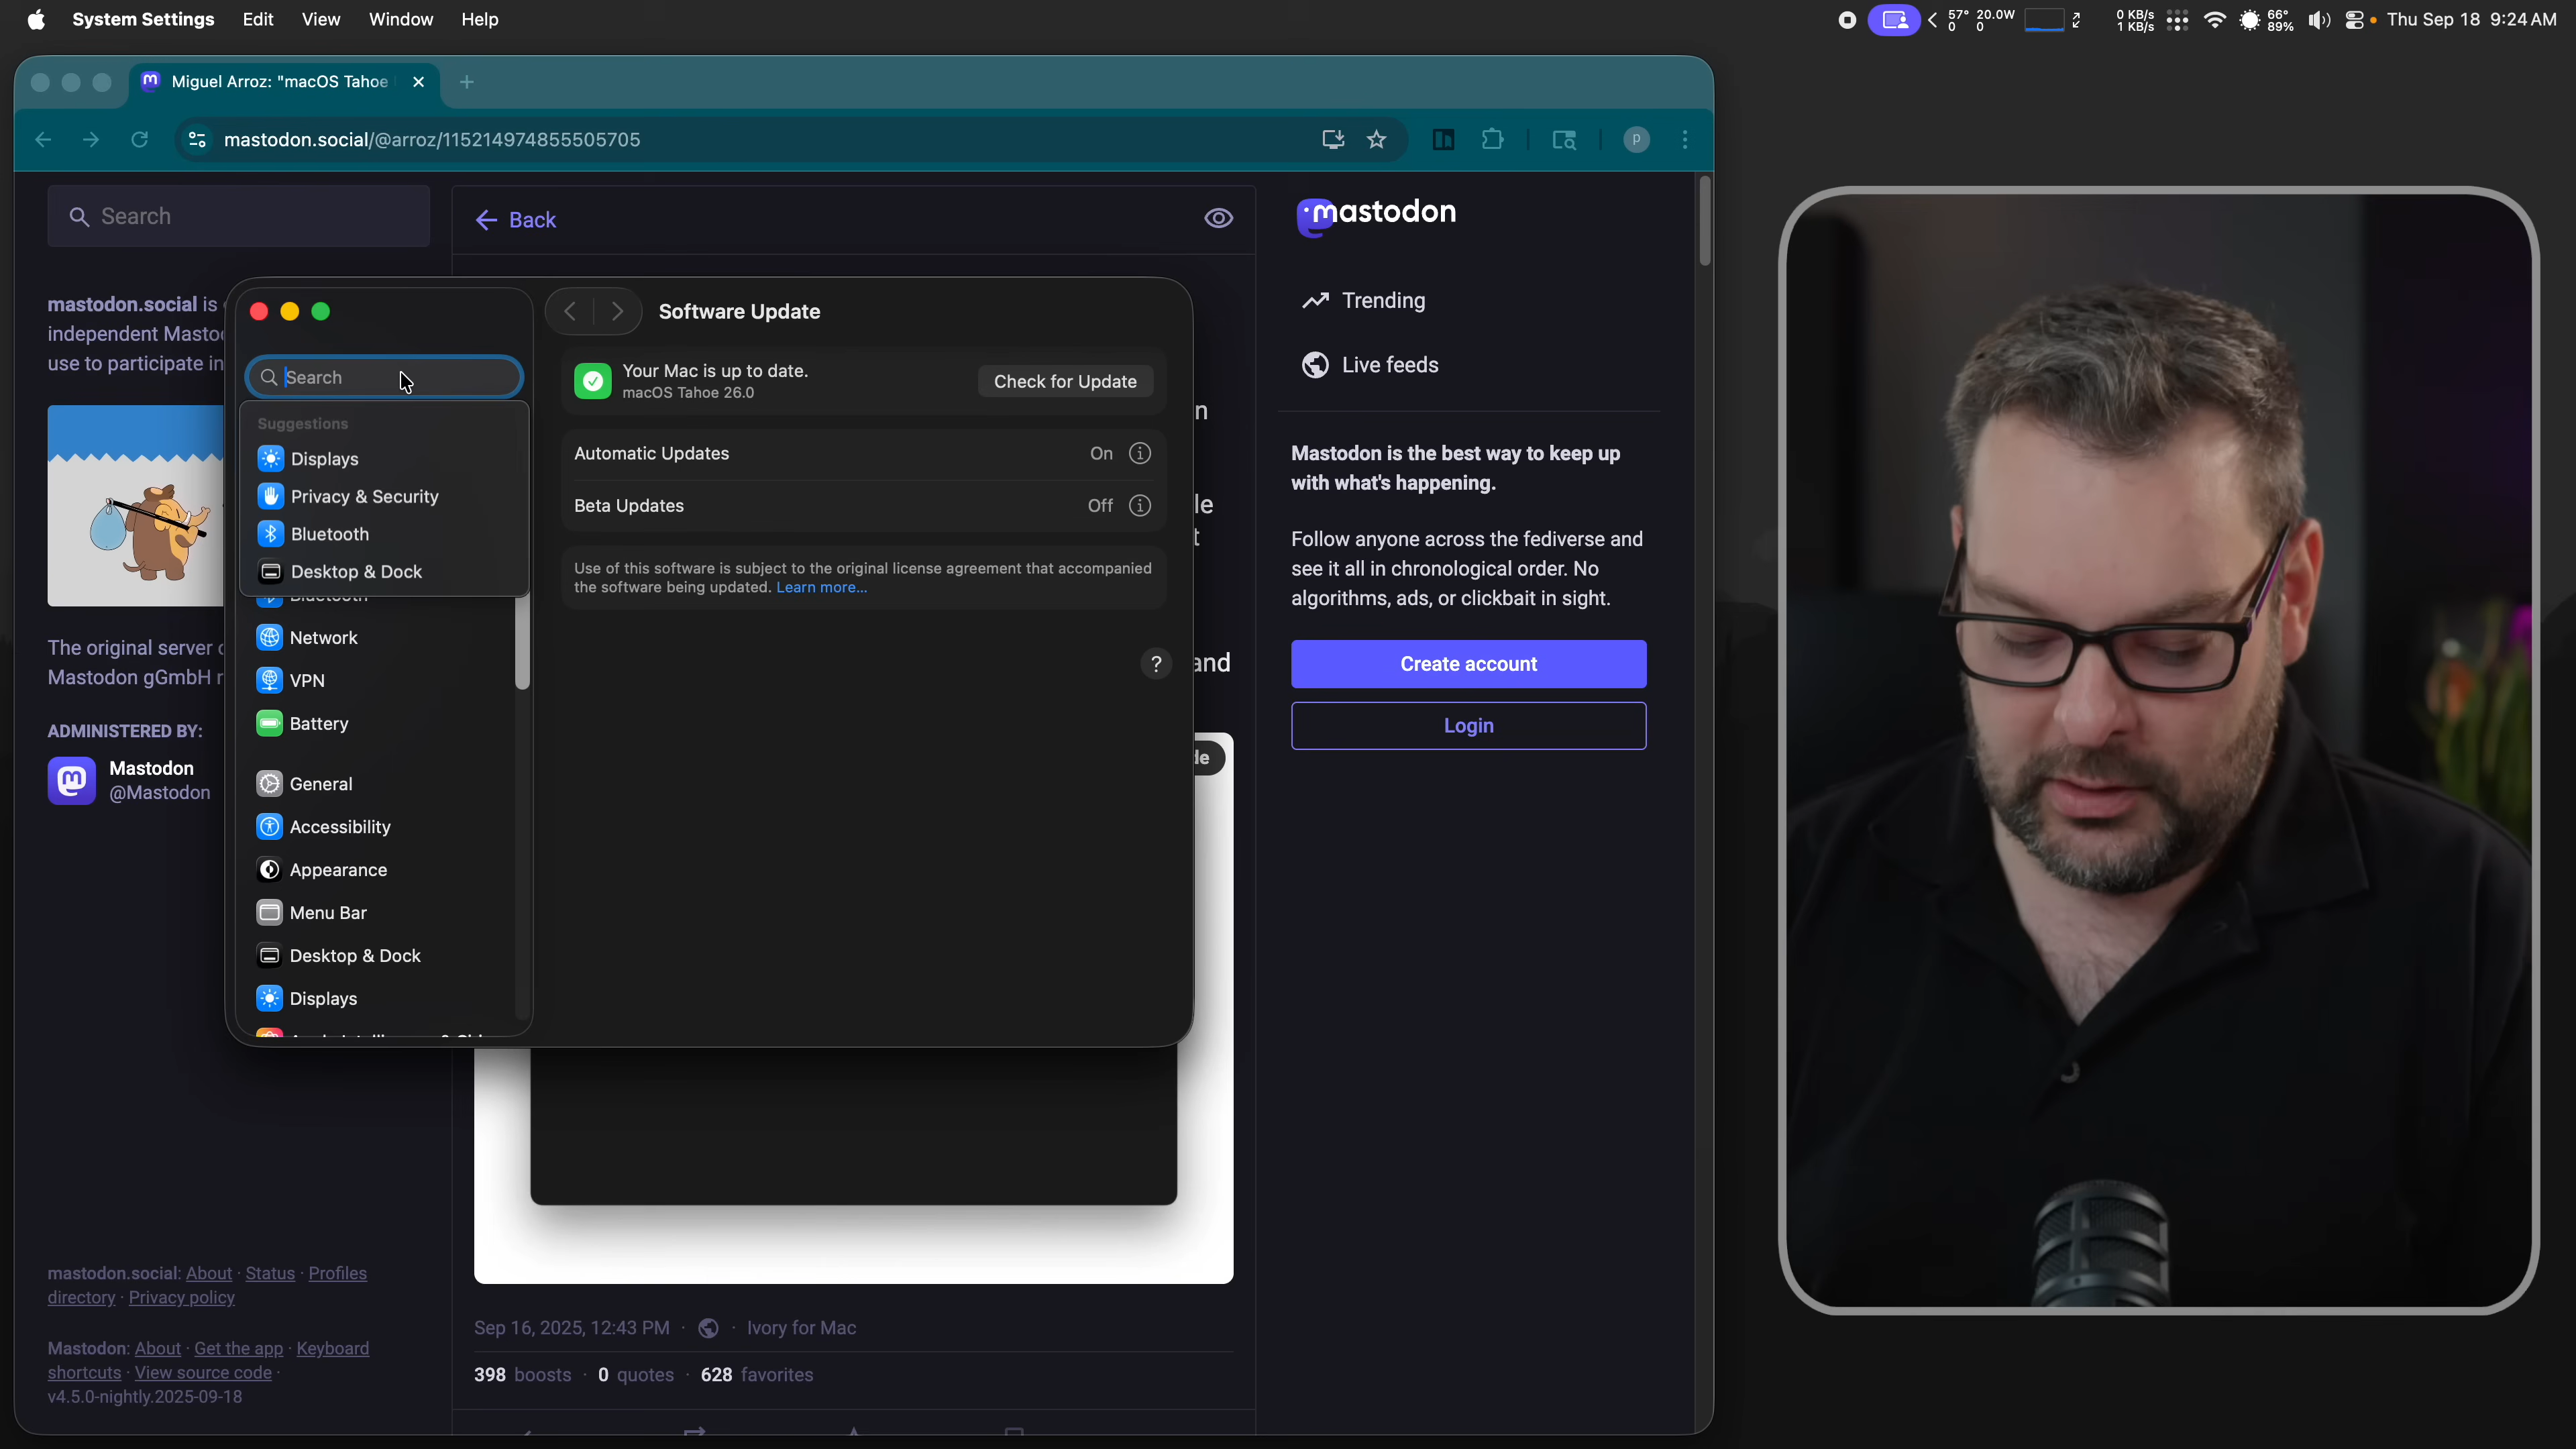 System Settings Edit View Window Help
57° 20.0W 0 KB/s 66° Thu Sep 18 9:24 AM
0 0 1 KB/s 89%
Miguel Arroz: "macOS Tahoe
mastodon.social/@arroz/115214974855505705
p
Search
Back
mastodon
mastodon.social is
independent Masto
use to participate in
The original server
Mastodon gGmbH
ADMINISTERED BY:
Mastodon
@Mastodon
Search
Suggestions
Displays
Privacy & Security
Bluetooth
Desktop & Dock
Bluetooth
Network
VPN
Battery
General
Accessibility
Appearance
Menu Bar
Desktop & Dock
Displays
Software Update
Your Mac is up to date.
macOS Tahoe 26.0
Check for Update
Automatic Updates On
Beta Updates Off
Use of this software is subject to the original license agreement that accompanied
the software being updated. Learn more...
?
n
le
t
and
de
Trending
Live feeds
Mastodon is the best way to keep up
with what's happening.
Follow anyone across the fediverse and
see it all in chronological order. No
algorithms, ads, or clickbait in sight.
Create account
Login
mastodon.social: About · Status · Profiles
directory · Privacy policy
Mastodon: About · Get the app · Keyboard
shortcuts · View source code ·
v4.5.0-nightly.2025-09-18
Sep 16, 2025, 12:43 PM · · Ivory for Mac
398 boosts · 0 quotes · 628 favorites